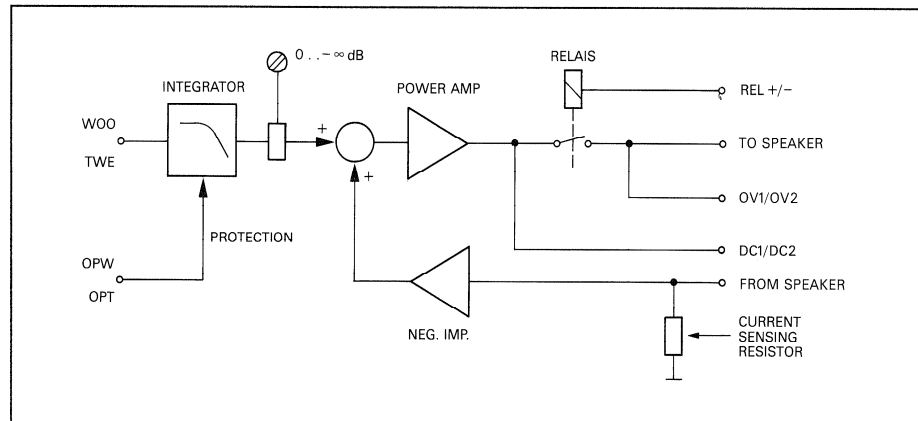 0 . . -∞ dB
RELAIS
INTEGRATOR
POWER AMP
REL +/-
WOO
TWE
+
TO SPEAKER
+
OV1/OV2
PROTECTION
DC1/DC2
OPW
OPT
FROM SPEAKER
NEG. IMP.
CURRENT
SENSING
RESISTOR